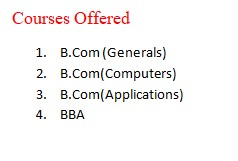 Courses Offered
1. B.Com (Generals)
2. B.Com(Computers)
3. B.Com(Applications)
4. BBA